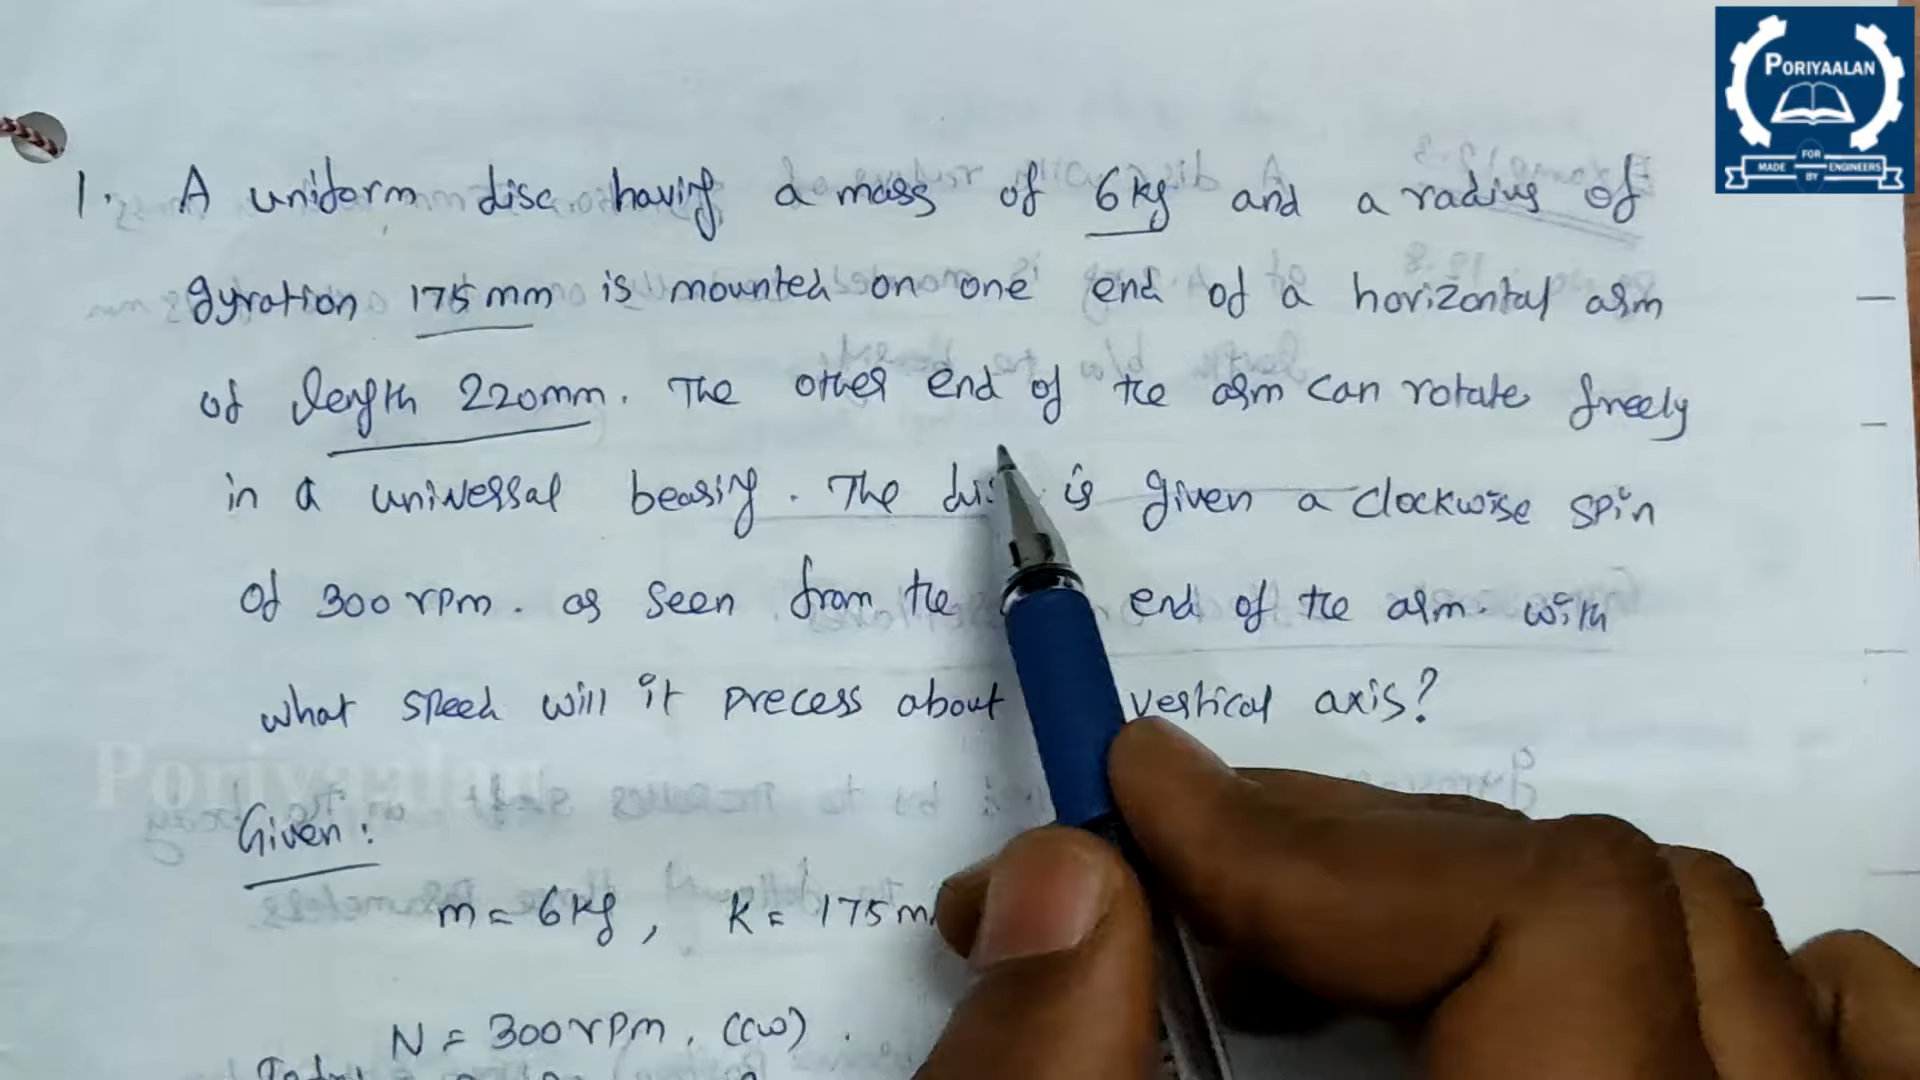 PORIYAALAN
MADE FOR BY ENGINEERS
1. A uniform disc having a mass of 6kg and a radius of
gyration 175mm is mounted on one end of a horizontal arm
of length 220mm. The other end of the arm can rotate freely
in a universal bearing. The is given a clockwise spin
of 300 rpm. as seen from the end of the arm. with
what speed will it precess about vertical axis?
Poriyaalan
Given:
m = 6kg, K = 175m
N = 300 rpm. (cw).